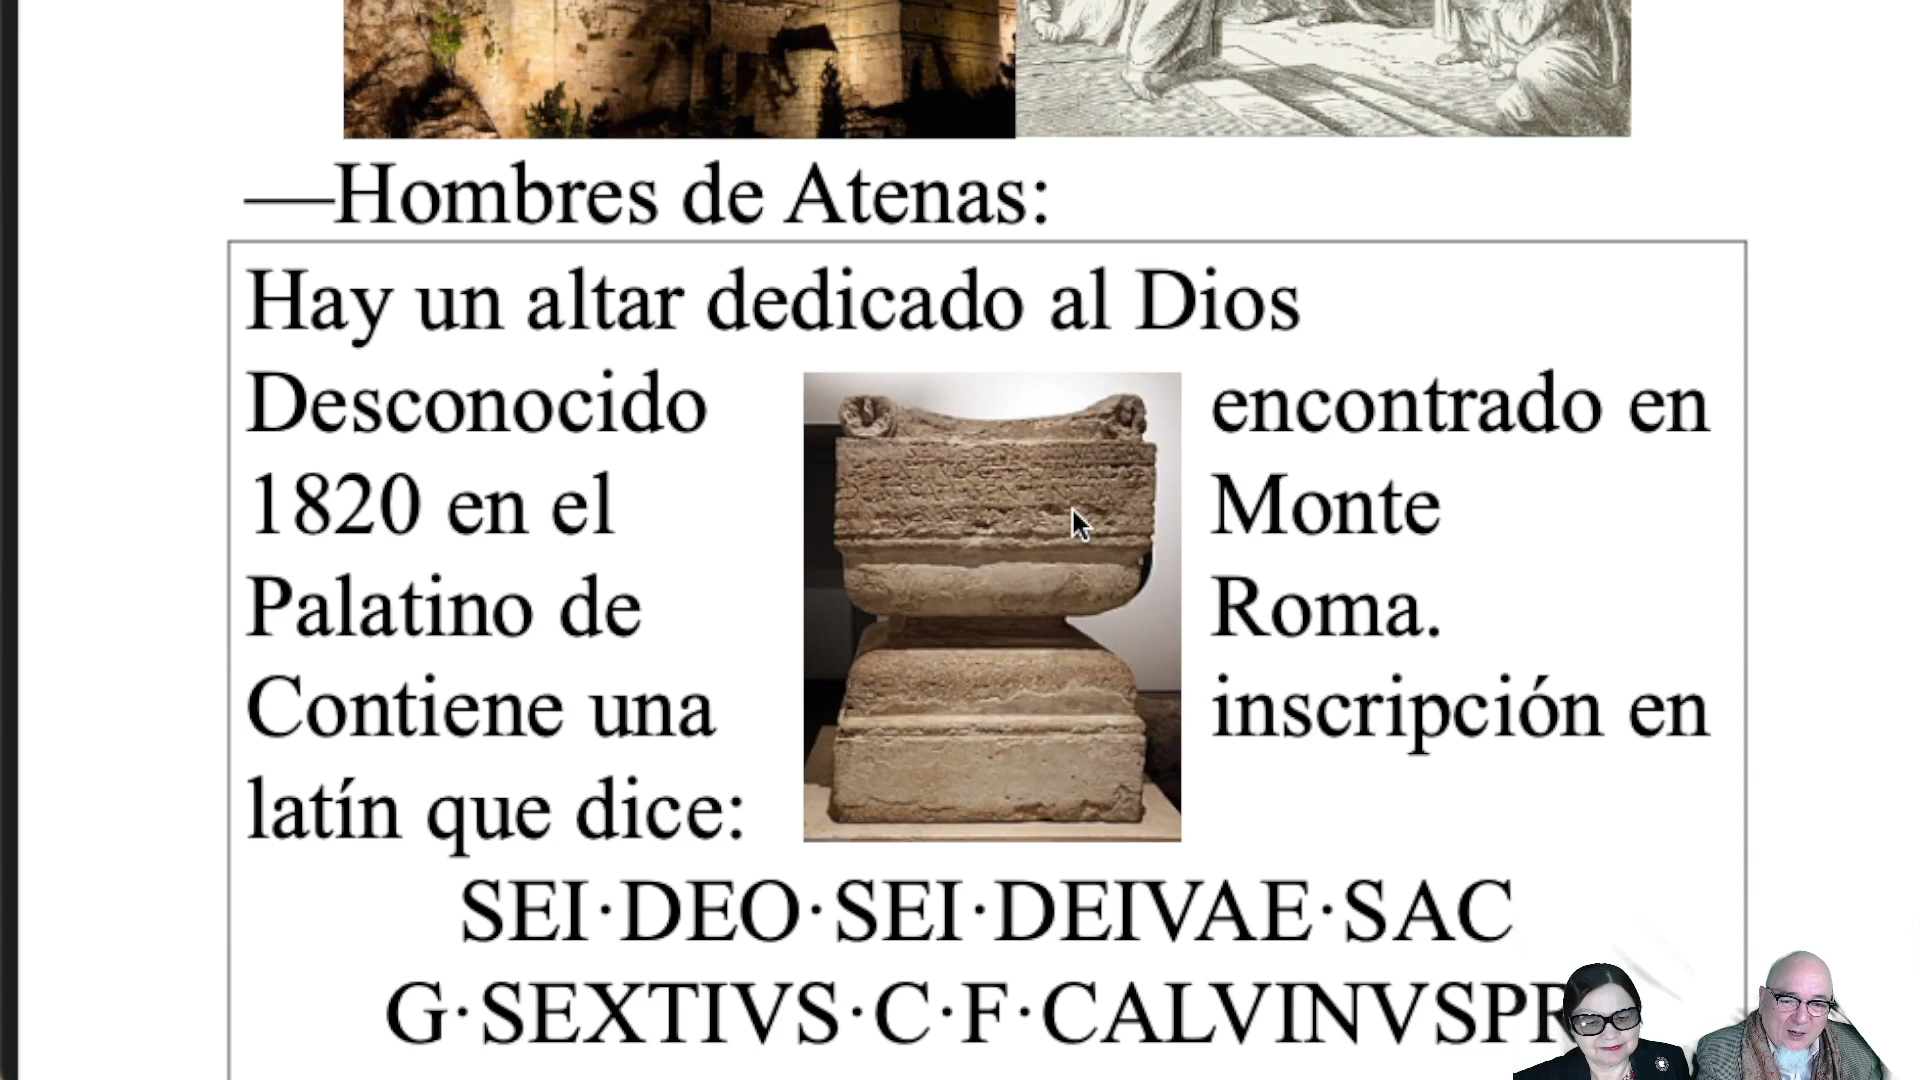 —Hombres de Atenas:
Hay un altar dedicado al Dios
Desconocido encontrado en
1820 en el Monte
Palatino de Roma.
Contiene una inscripción en
latín que dice:
SEI·DEO·SEI·DEIVAE·SAC
G·SEXTIVS·C·F·CALVINVSPR